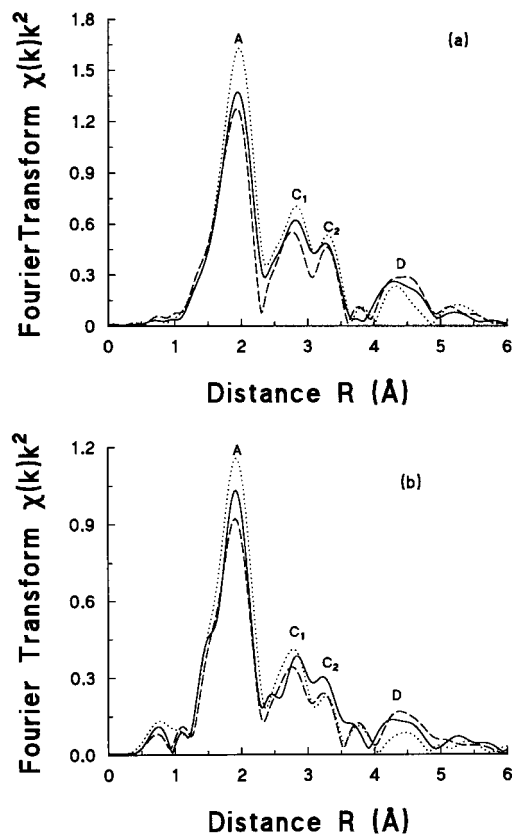 1.8
1.5
1.2
0.9
0.6
0.3
0
A
(a)
C1
C2
D
Fourier Transform χ(k)k²
0 1 2 3 4 5 6
Distance R (Å)
1.2
0.9
0.6
0.3
0.0
A
(b)
C1
C2
D
Fourier Transform χ(k)k²
0 1 2 3 4 5 6
Distance R (Å)